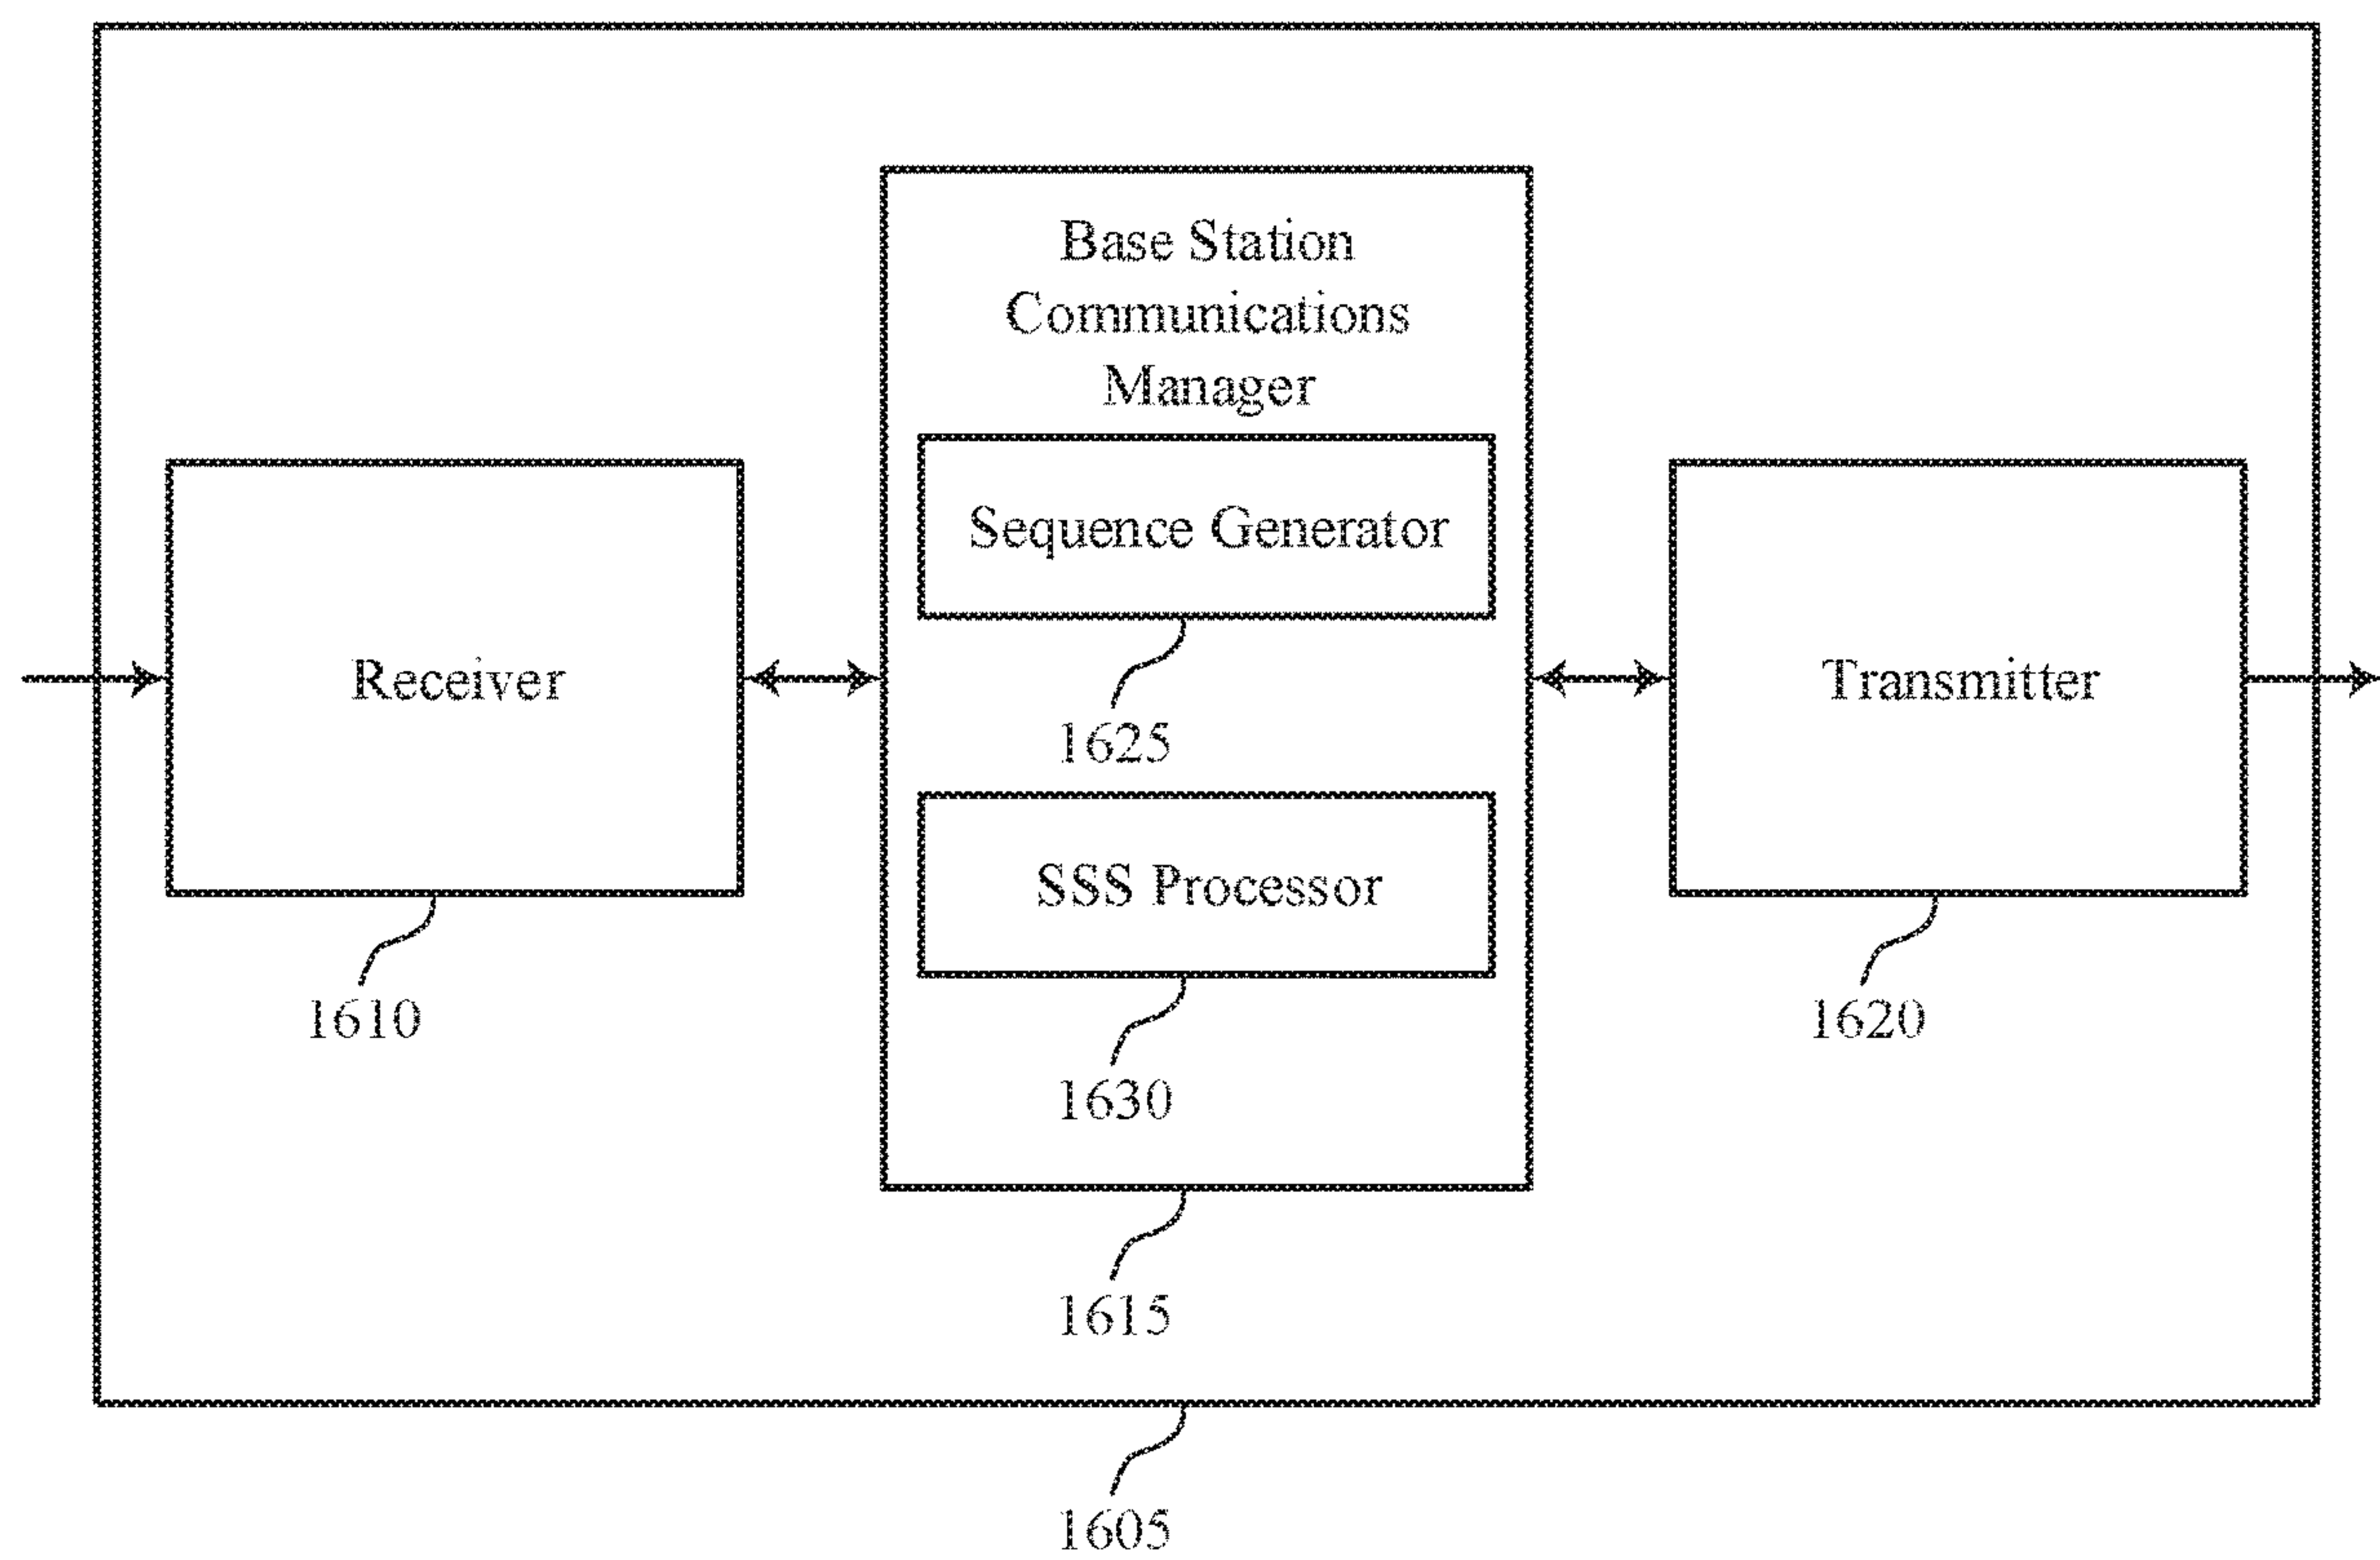 Base Station
Communications
Manager
Sequence Generator
Receiver
Transmitter
1625
SSS Processor
1610
1620
1630
1615
1605